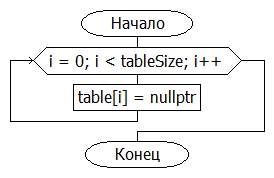 Начало
i = 0; i < tableSize; i++
table[i] = nullptr
Конец